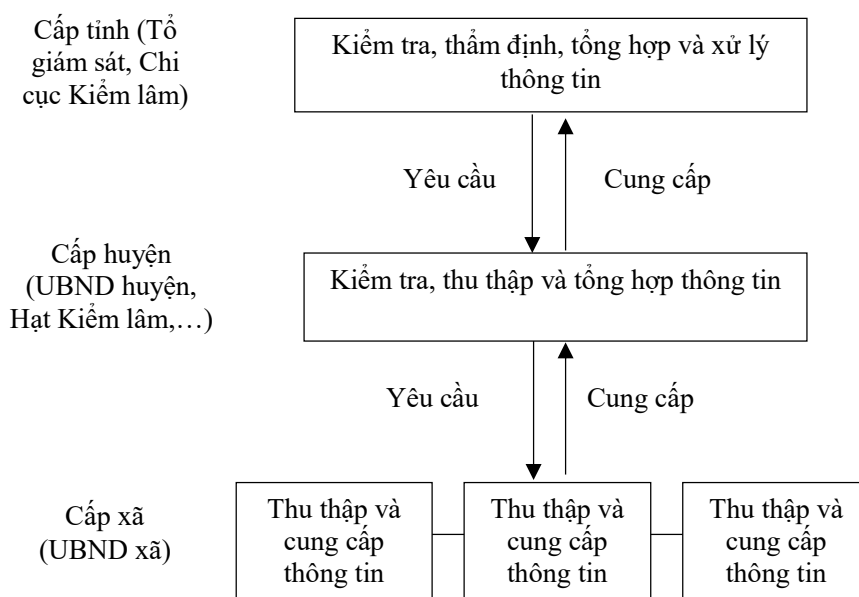 Cấp tỉnh (Tổ
giám sát, Chi
cục Kiểm lâm)
Kiểm tra, thẩm định, tổng hợp và xử lý
thông tin
Yêu cầu
Cung cấp
Cấp huyện
(UBND huyện,
Hạt Kiểm lâm,…)
Kiểm tra, thu thập và tổng hợp thông tin
Yêu cầu
Cung cấp
Cấp xã
(UBND xã)
Thu thập và
cung cấp
thông tin
Thu thập và
cung cấp
thông tin
Thu thập và
cung cấp
thông tin